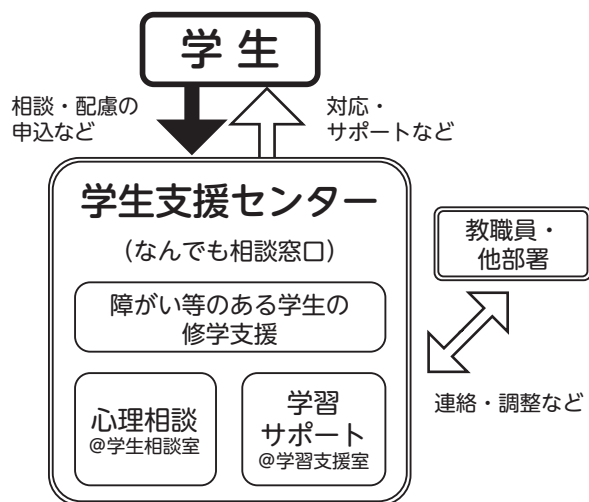 学生
相談・配慮の
申込など
対応・
サポートなど
学生支援センター
(なんでも相談窓口)
障がい等のある学生の
修学支援
心理相談
@学生相談室
学習
サポート
@学習支援室
教職員・
他部署
連絡・調整など